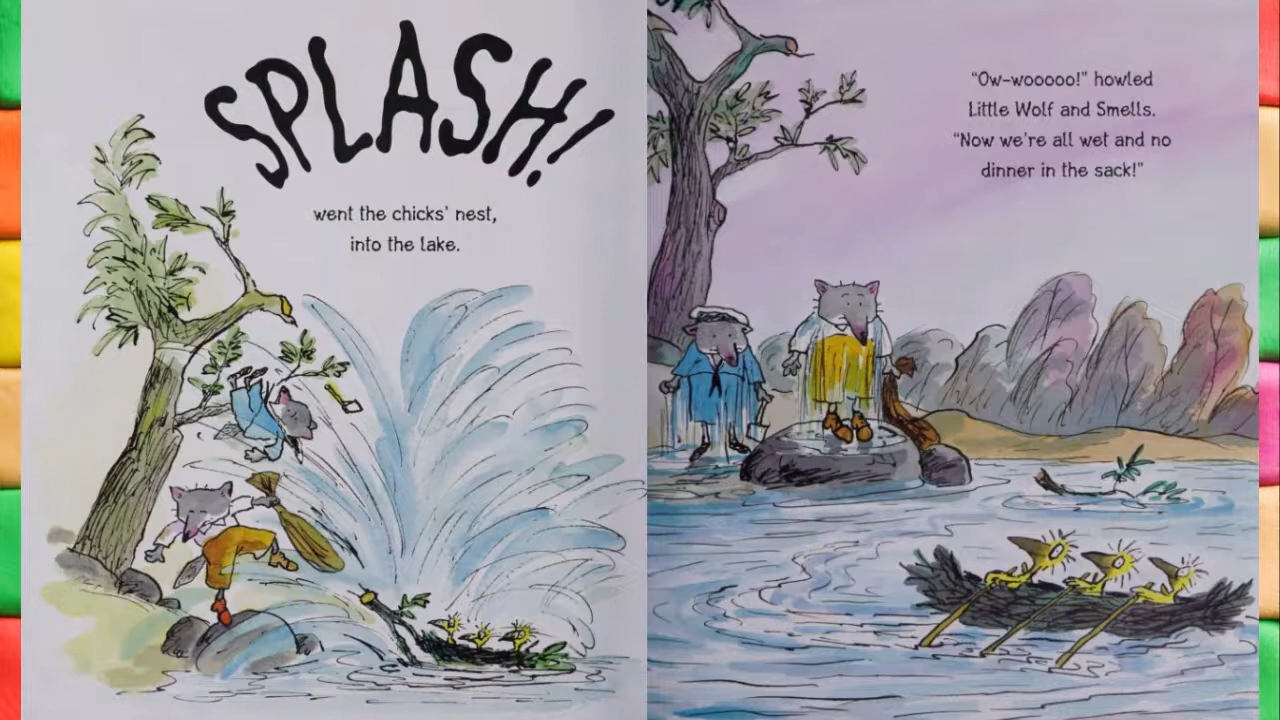 SPLASH!
went the chicks' nest,
into the lake.
"Ow-wooooo!" howled
Little Wolf and Smells.
"Now we're all wet and no
dinner in the sack!"